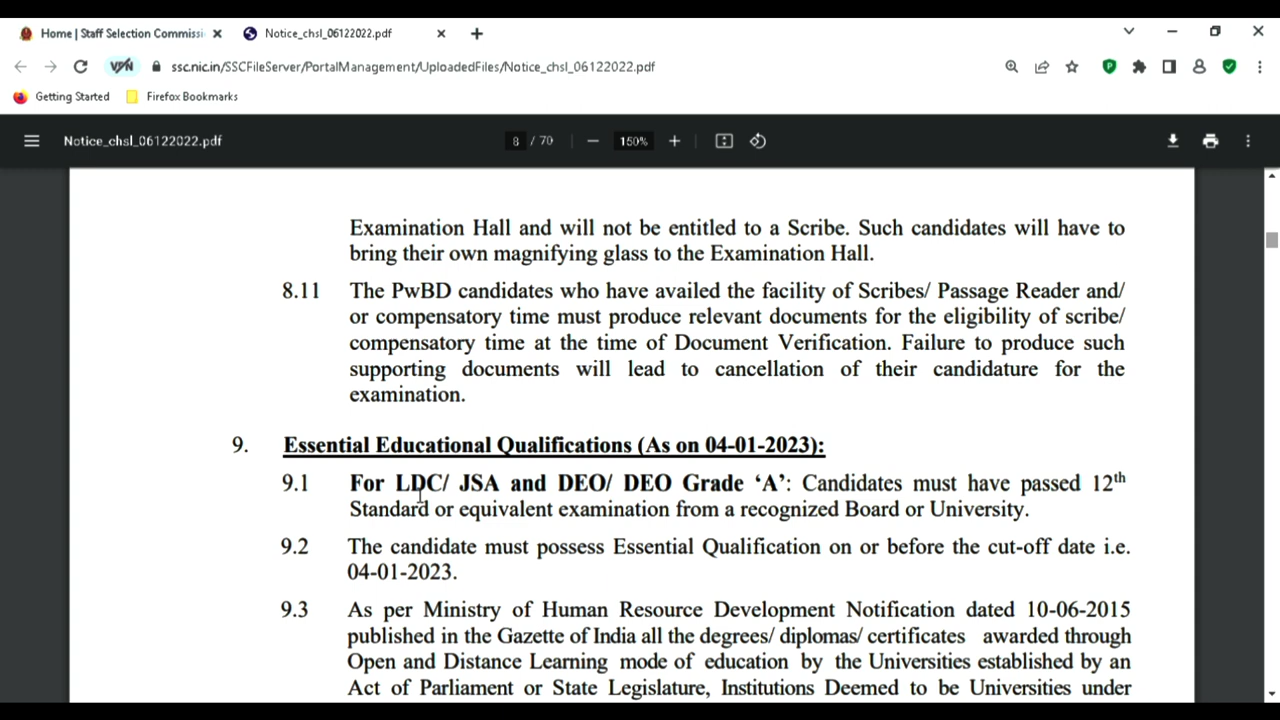 Home | Staff Selection Commissi
Notice_chsl_06122022.pdf
VPN
ssc.nic.in/SSCFileServer/PortalManagement/UploadedFiles/Notice_chsl_06122022.pdf
Getting Started
Firefox Bookmarks
Notice_chsl_06122022.pdf
8 / 70
150%
Examination Hall and will not be entitled to a Scribe. Such candidates will have to
bring their own magnifying glass to the Examination Hall.
8.11 The PwBD candidates who have availed the facility of Scribes/ Passage Reader and/
or compensatory time must produce relevant documents for the eligibility of scribe/
compensatory time at the time of Document Verification. Failure to produce such
supporting documents will lead to cancellation of their candidature for the
examination.
9. Essential Educational Qualifications (As on 04-01-2023):
9.1 For LDC/ JSA and DEO/ DEO Grade ‘A’: Candidates must have passed 12th
Standard or equivalent examination from a recognized Board or University.
9.2 The candidate must possess Essential Qualification on or before the cut-off date i.e.
04-01-2023.
9.3 As per Ministry of Human Resource Development Notification dated 10-06-2015
published in the Gazette of India all the degrees/ diplomas/ certificates awarded through
Open and Distance Learning mode of education by the Universities established by an
Act of Parliament or State Legislature, Institutions Deemed to be Universities under